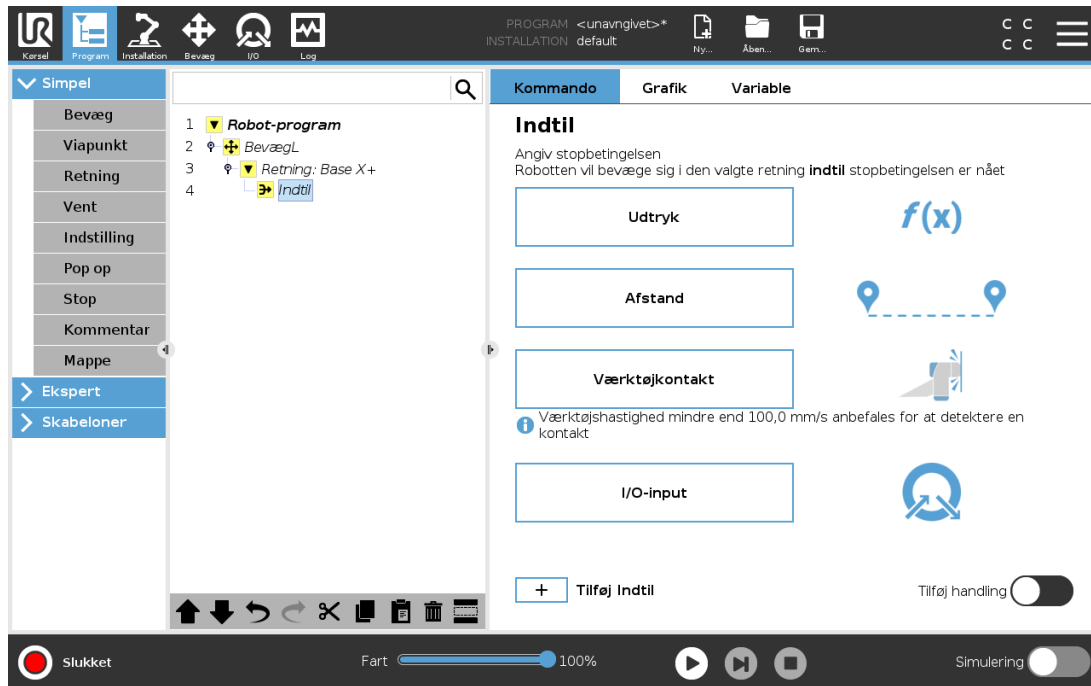 UR
Kørsel
Program
Installation
Bevæg
I/O
Log
PROGRAM <unavngivet>*
INSTALLATION default
Ny...
Åben...
Gem...
C C
C C
Simpel
Bevæg
Viapunkt
Retning
Vent
Indstilling
Pop op
Stop
Kommentar
Mappe
Ekspert
Skabeloner
1 Robot-program
2 BevægL
3 Retning: Base X+
4 Indtil
Kommando Grafik Variable
Indtil
Angiv stopbetingelsen
Robotten vil bevæge sig i den valgte retning indtil stopbetingelsen er nået
Udtryk
f(x)
Afstand
Værktøjkontakt
Værktøjshastighed mindre end 100,0 mm/s anbefales for at detektere en
kontakt
I/O-input
+ Tilføj Indtil
Tilføj handling
Slukket
Fart 100%
Simulering